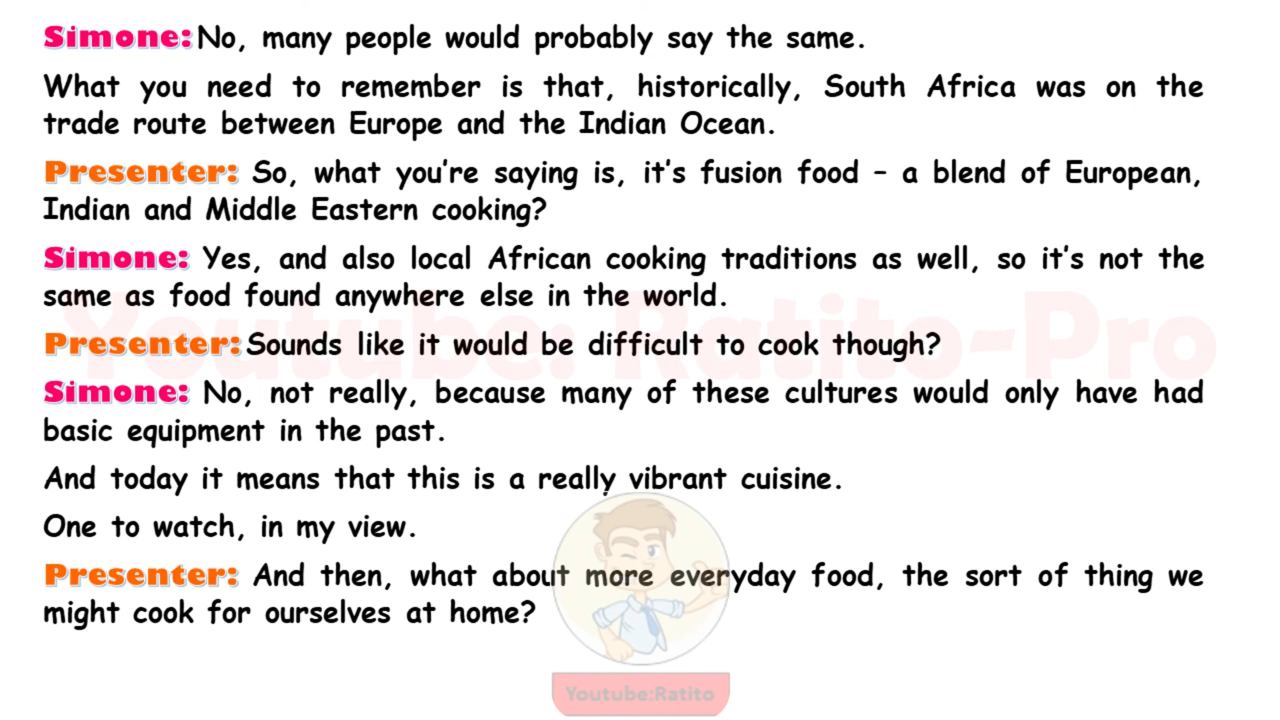 Simone: No, many people would probably say the same.
What you need to remember is that, historically, South Africa was on the
trade route between Europe and the Indian Ocean.
Presenter: So, what you're saying is, it's fusion food – a blend of European,
Indian and Middle Eastern cooking?
Simone: Yes, and also local African cooking traditions as well, so it's not the
same as food found anywhere else in the world.
Youtube: Ratito-Pro
Presenter: Sounds like it would be difficult to cook though?
Simone: No, not really, because many of these cultures would only have had
basic equipment in the past.
And today it means that this is a really vibrant cuisine.
One to watch, in my view.
Presenter: And then, what about more everyday food, the sort of thing we
might cook for ourselves at home?
Youtube:Ratito